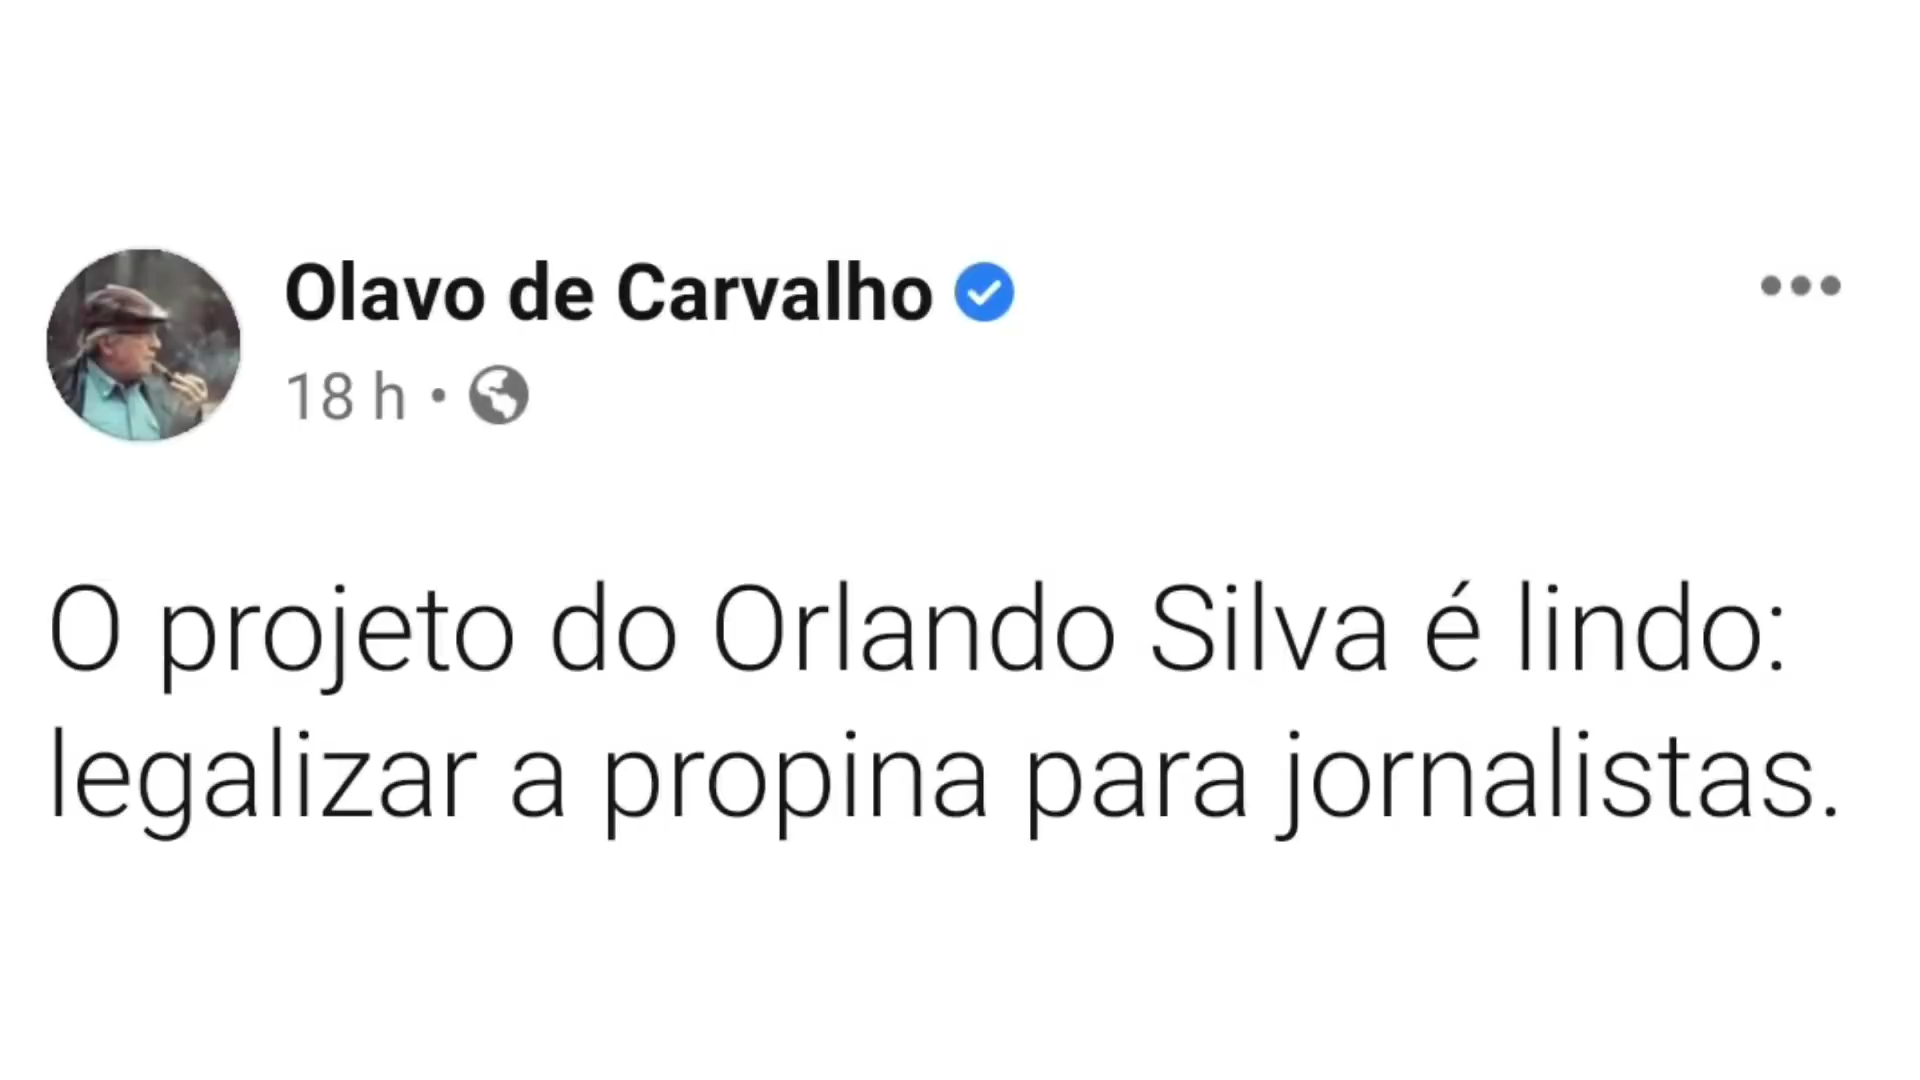 Olavo de Carvalho
18 h •
O projeto do Orlando Silva é lindo:
legalizar a propina para jornalistas.